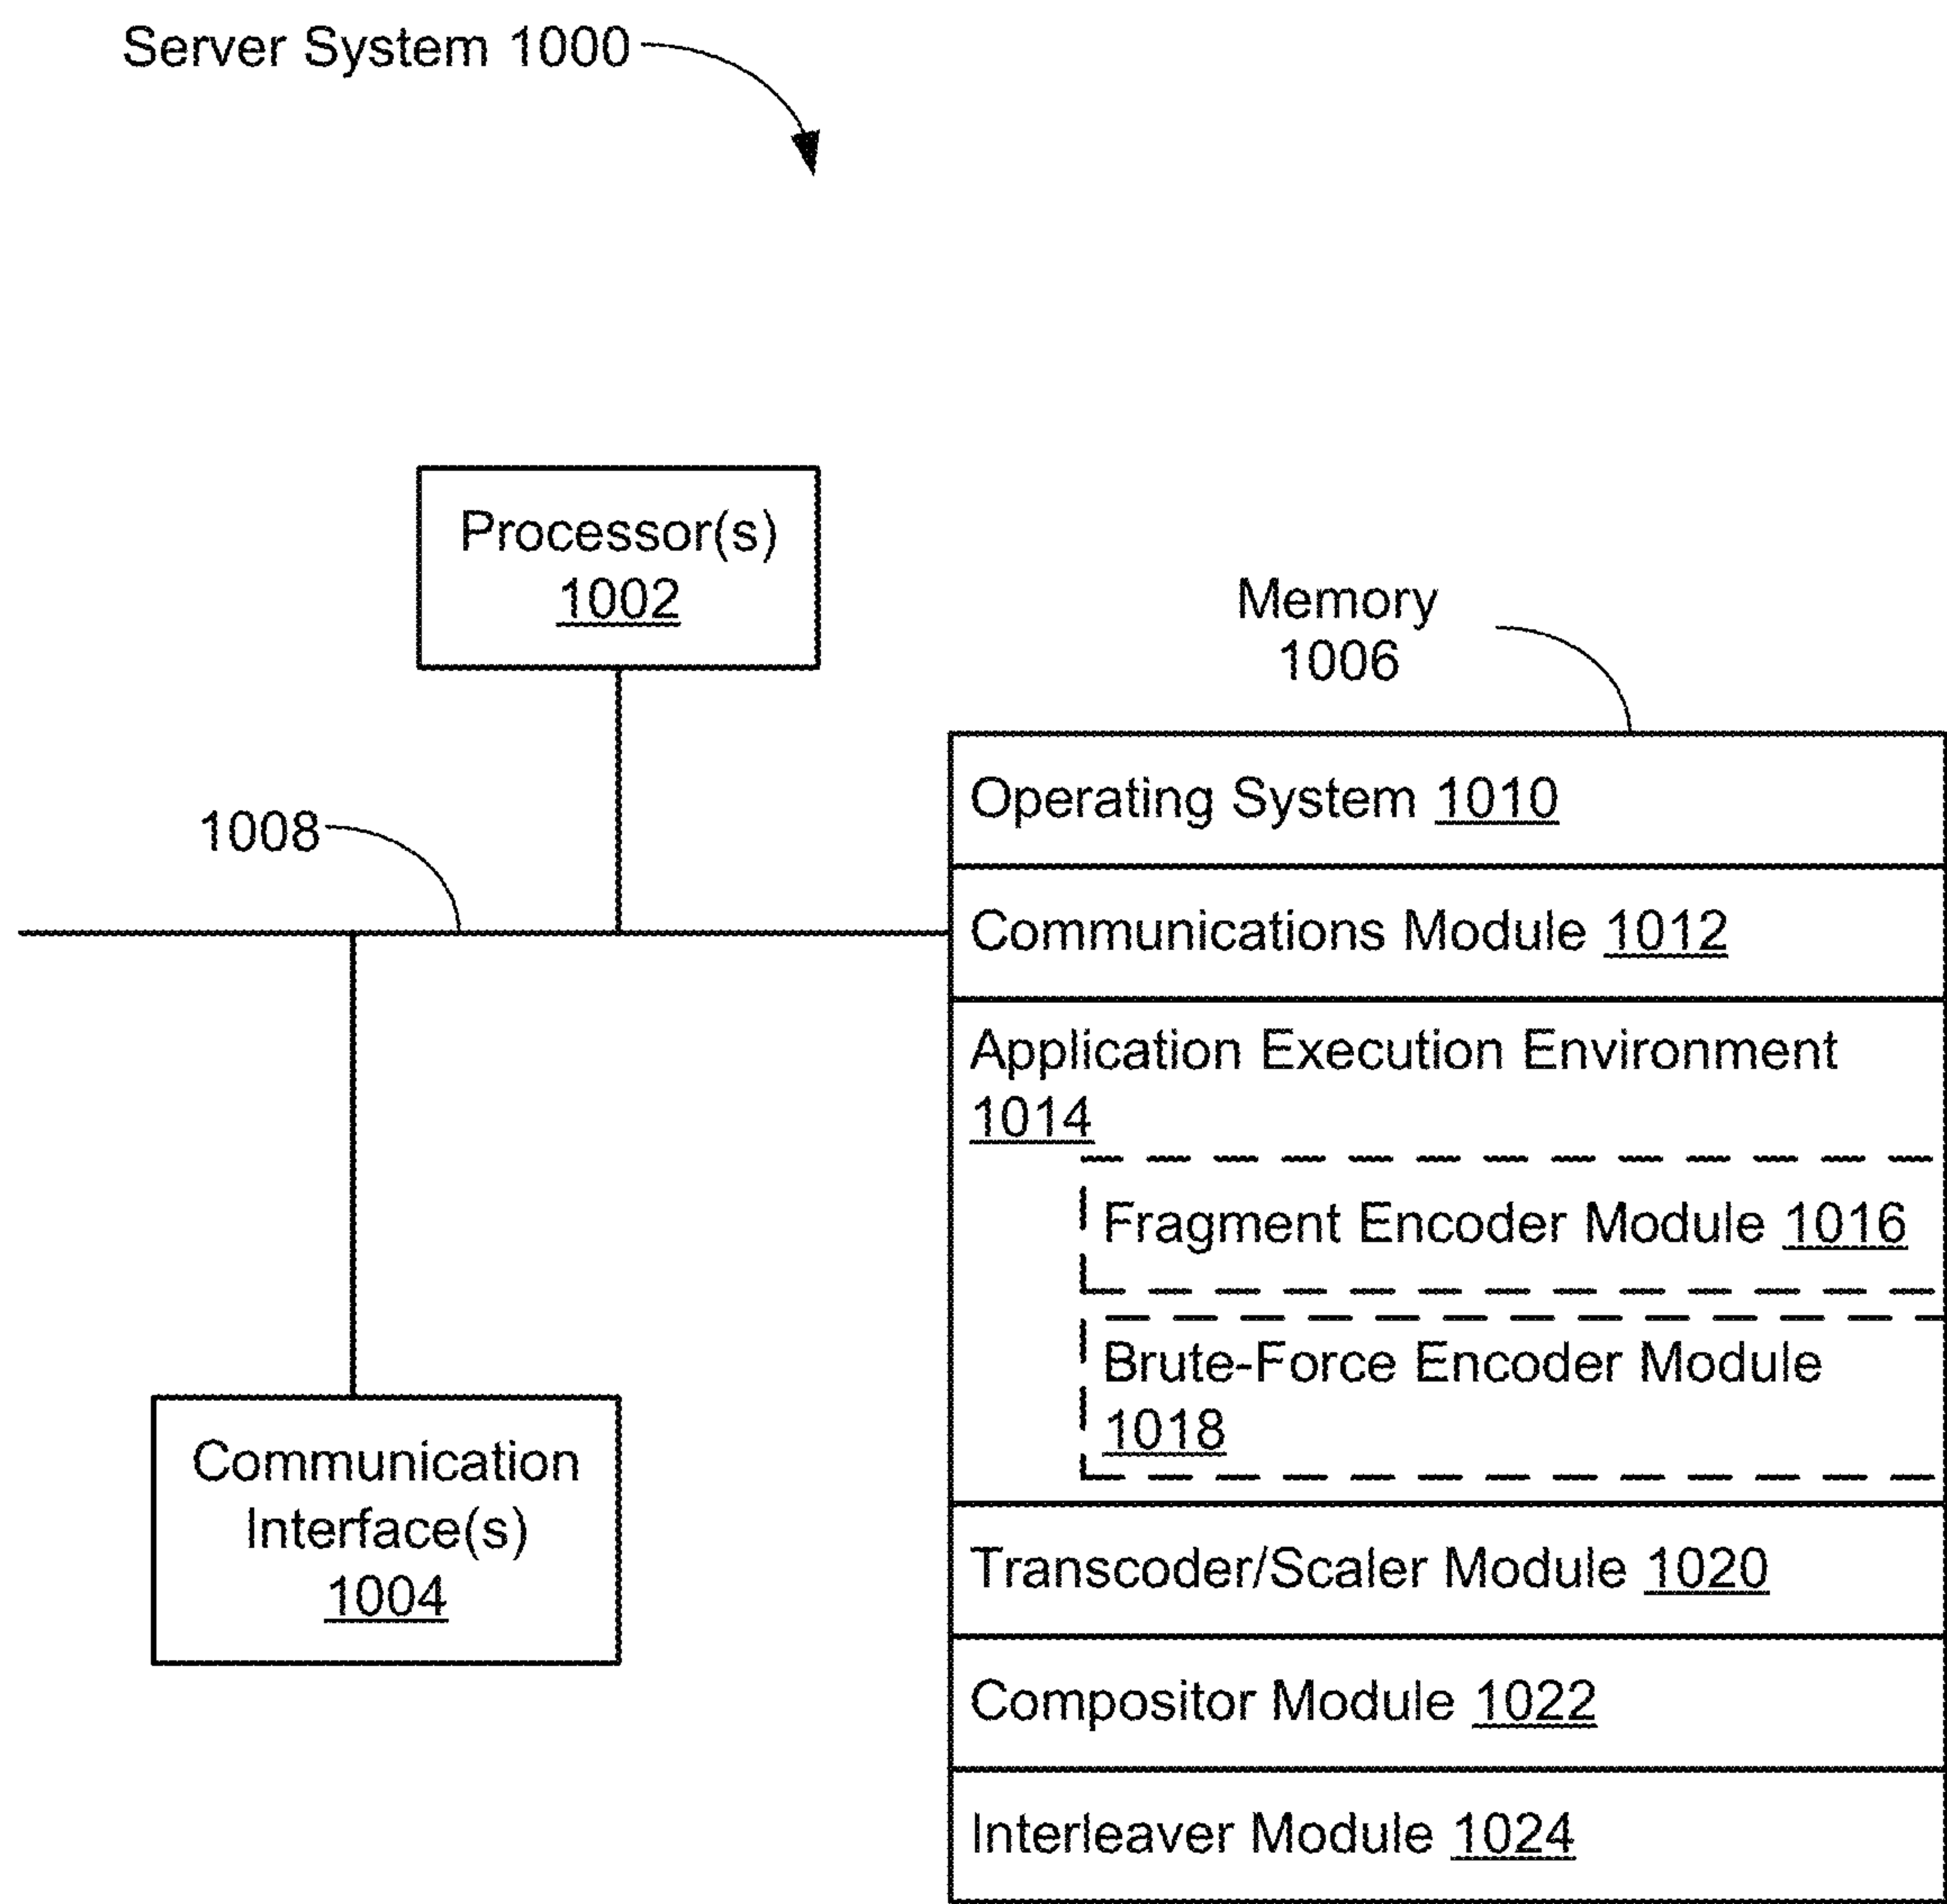 Server System 1000
Processor(s)
1002
Memory
1006
1008
Operating System 1010
Communications Module 1012
Application Execution Environment
1014
Fragment Encoder Module 1016
Brute-Force Encoder Module
1018
Communication
Interface(s)
1004
Transcoder/Scaler Module 1020
Compositor Module 1022
Interleaver Module 1024